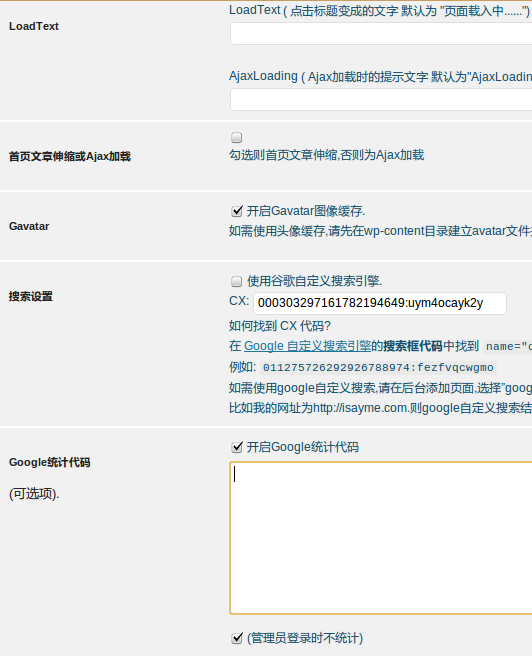 LoadText
LoadText ( 点击标题变成的文字 默认为 "页面载入中......")
AjaxLoading ( Ajax加载时的提示文字 默认为"AjaxLoadin
首页文章伸缩或Ajax加载
勾选则首页文章伸缩,否则为Ajax加载
Gavatar
开启Gavatar图像缓存.
如需使用头像缓存,请先在wp-content目录建立avatar文件
搜索设置
使用谷歌自定义搜索引擎.
CX: 000303297161782194649:uym4ocayk2y
如何找到 CX 代码?
在 Google 自定义搜索引擎的搜索框代码中找到 name="c
例如: 011275726292926788974:fezfvqcwgmo
如需使用google自定义搜索,请在后台添加页面,选择"goog
比如我的网址为http://isayme.com.则google自定义搜索结
Google统计代码
(可选项).
开启Google统计代码
(管理员登录时不统计)